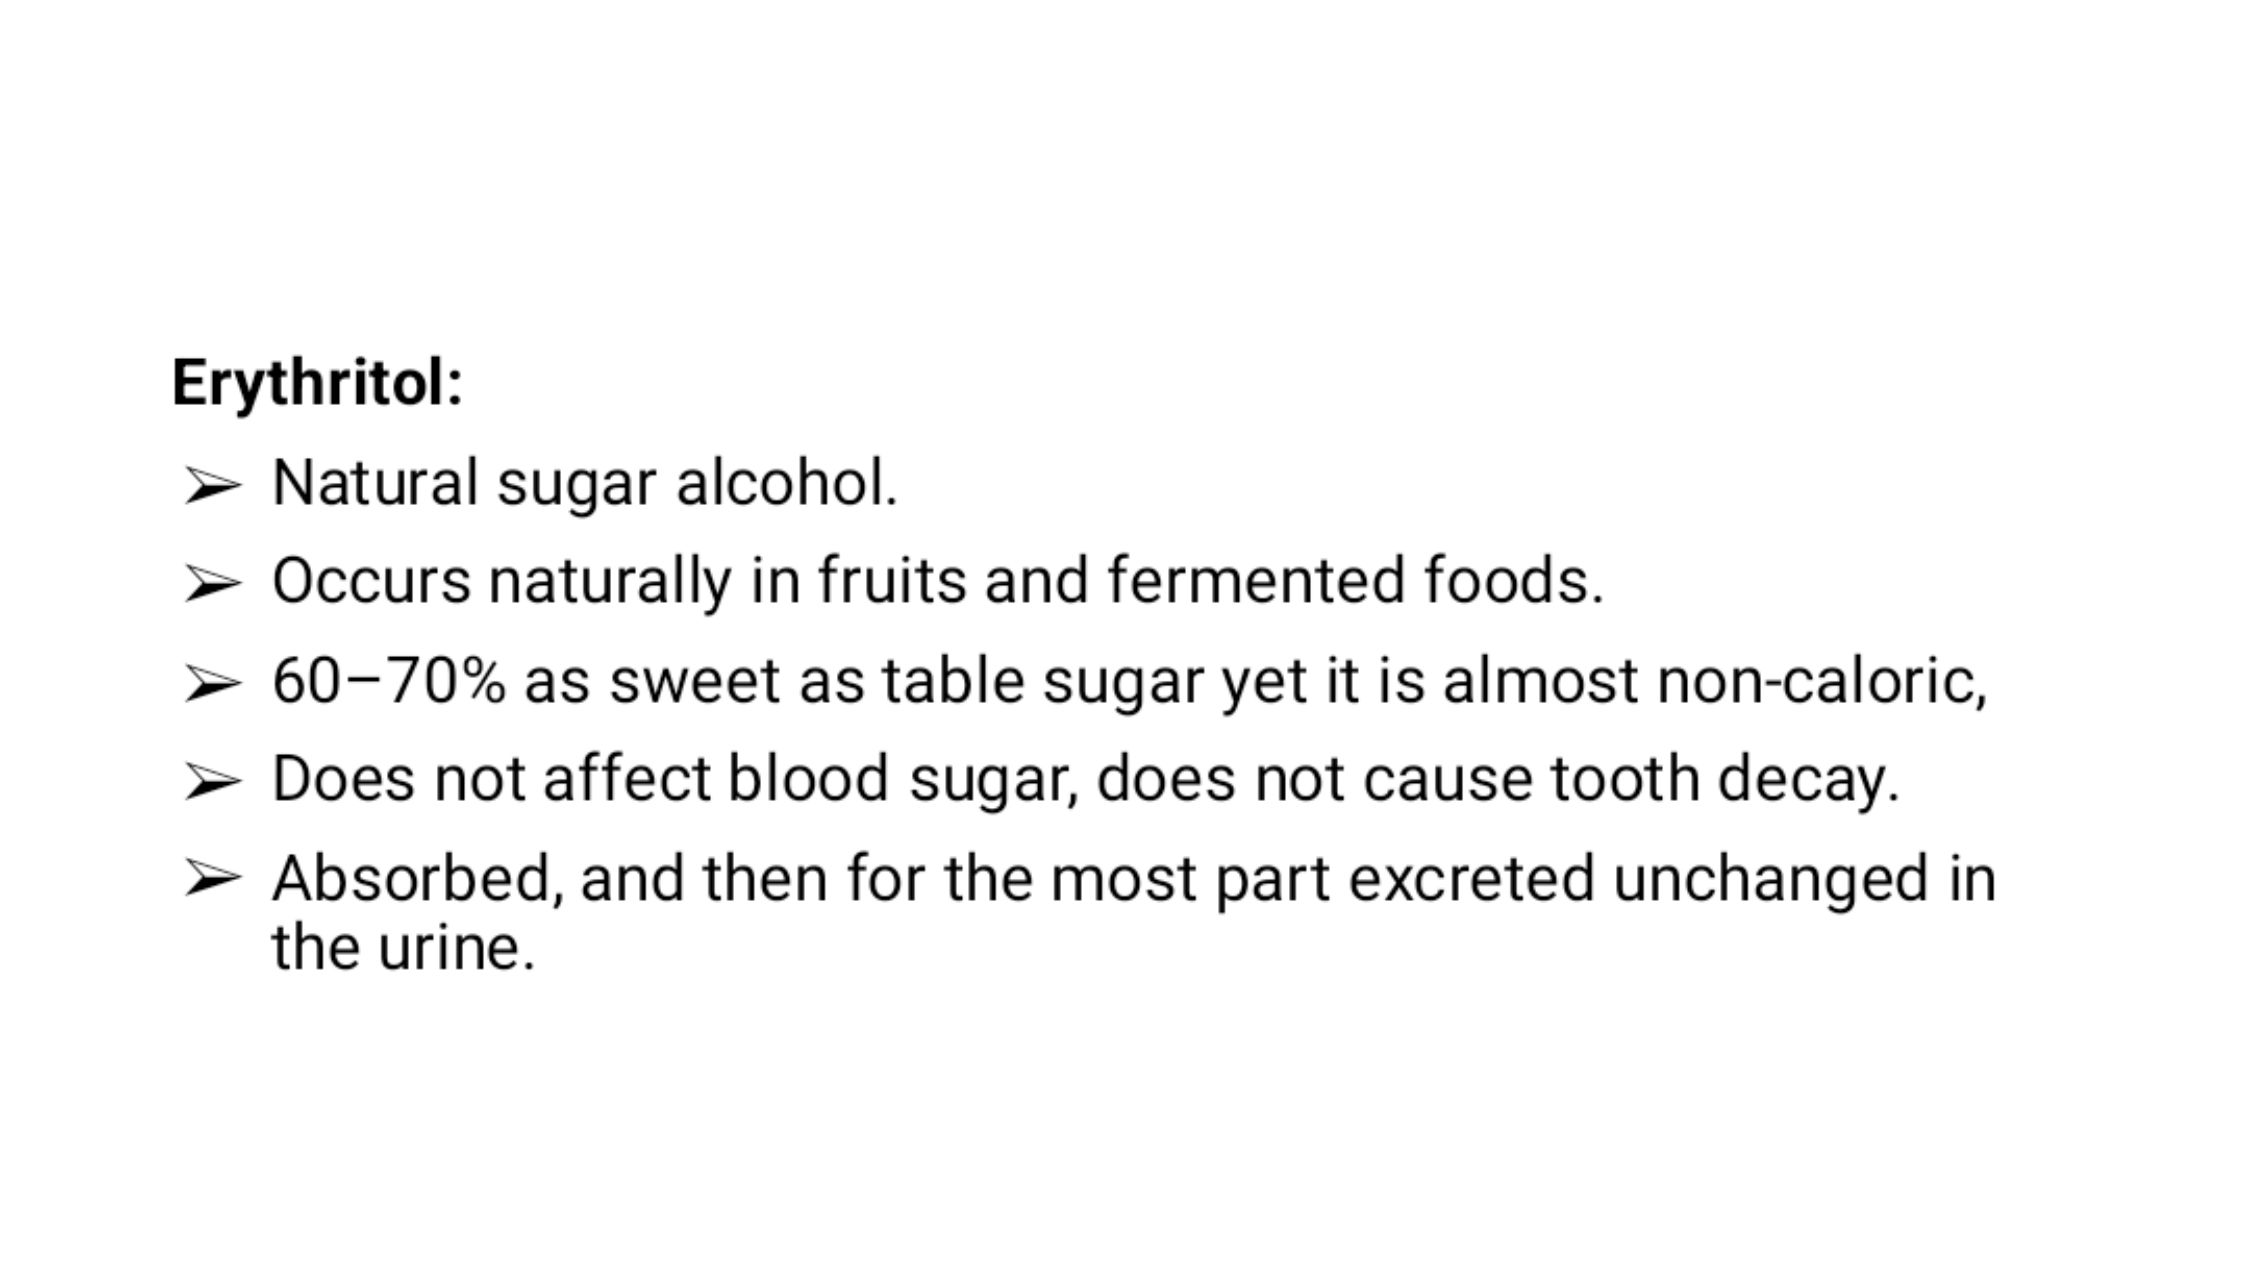 Erythritol:
➢ Natural sugar alcohol.
➢ Occurs naturally in fruits and fermented foods.
➢ 60–70% as sweet as table sugar yet it is almost non-caloric,
➢ Does not affect blood sugar, does not cause tooth decay.
➢ Absorbed, and then for the most part excreted unchanged in
the urine.